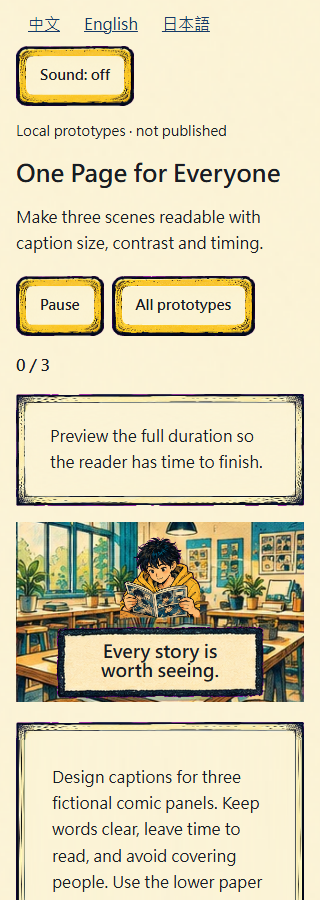 中文 English 日本語
Sound: off
Local prototypes · not published
One Page for Everyone
Make three scenes readable with
caption size, contrast and timing.
Pause All prototypes
0 / 3
Preview the full duration so
the reader has time to finish.
Every story is
worth seeing.
Design captions for three
fictional comic panels. Keep
words clear, leave time to
read, and avoid covering
people. Use the lower paper